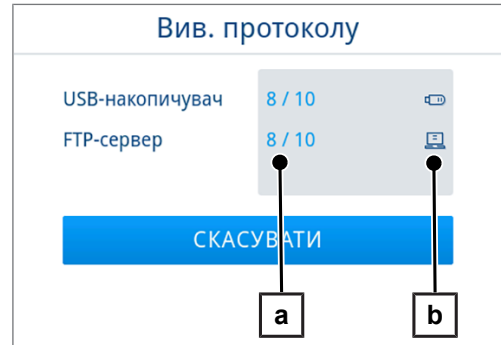 Вив. протоколу
USB-накопичувач 8 / 10
FTP-сервер 8 / 10
СКАСУВАТИ
a b